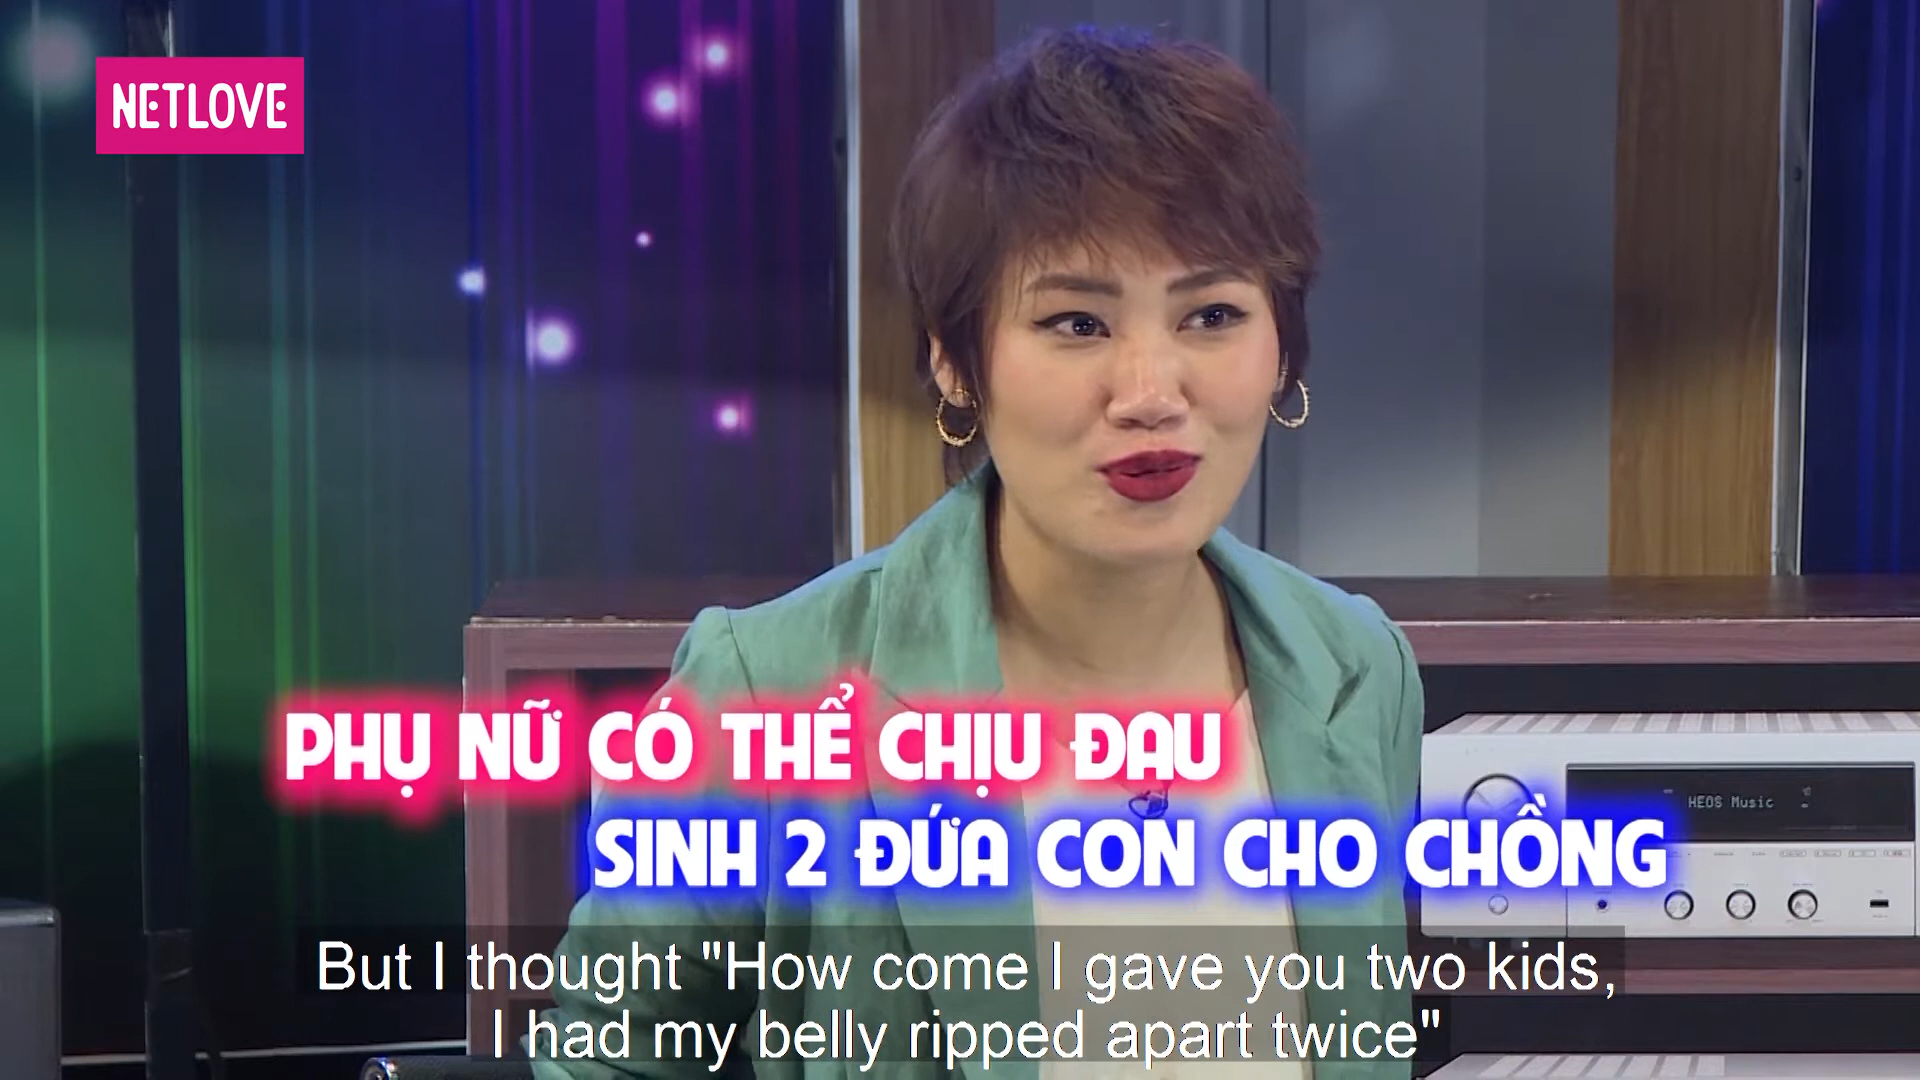 NETLOVE
PHỤ NỮ CÓ THỂ CHỊU ĐAU
SINH 2 ĐỨA CON CHO CHỒNG
HEOS Music
But I thought "How come I gave you two kids,
I had my belly ripped apart twice"